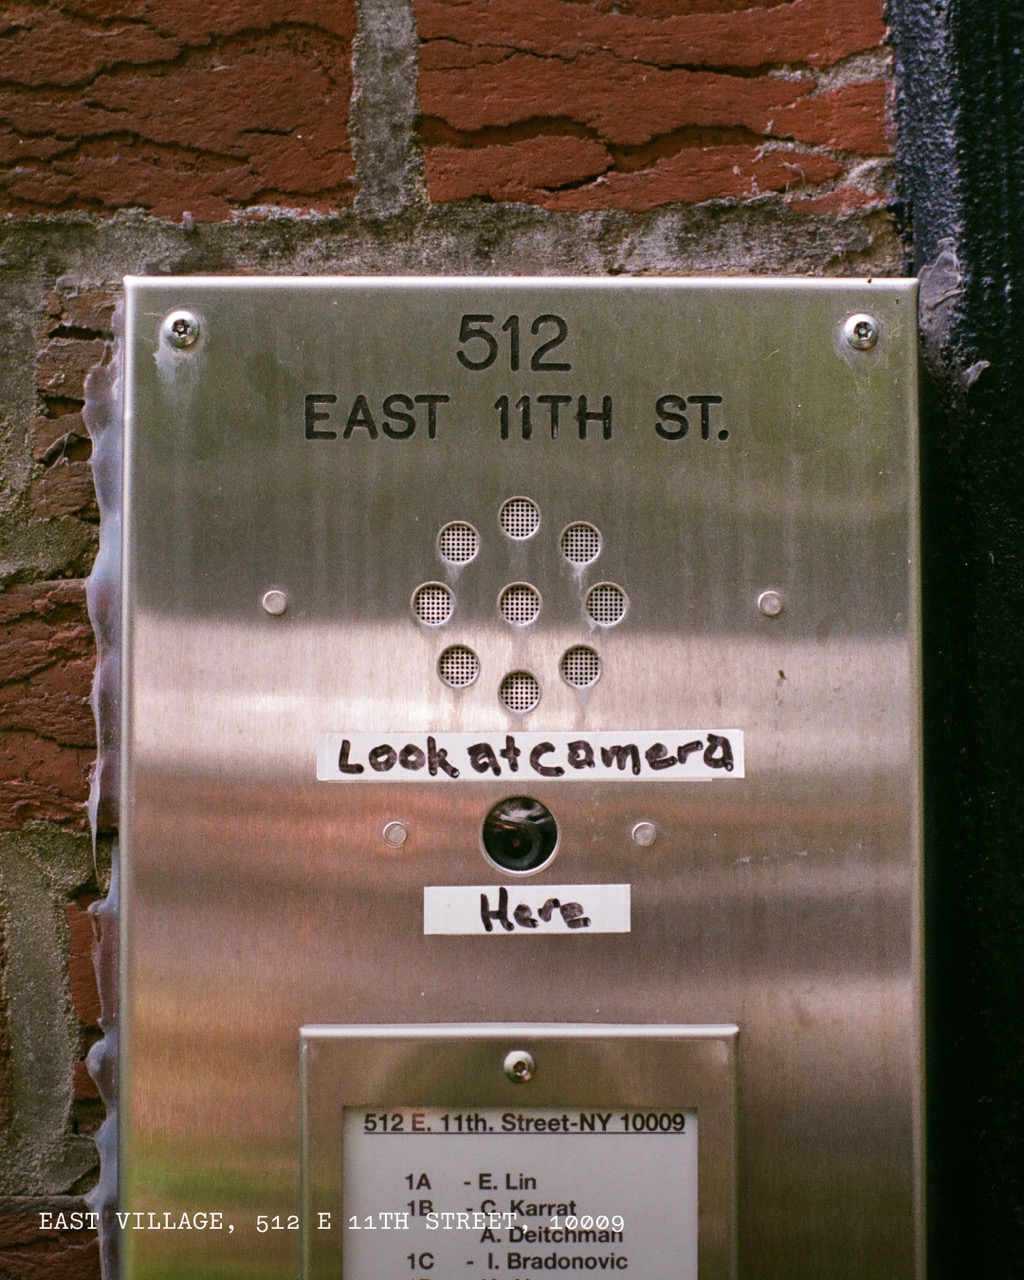 512
EAST 11TH ST.
Look at camera
Here
512 E. 11th. Street-NY 10009
1A - E. Lin
1B - C. Karrat
A. Deitchman
1C - I. Bradonovic
EAST VILLAGE, 512 E 11TH STREET, 10009